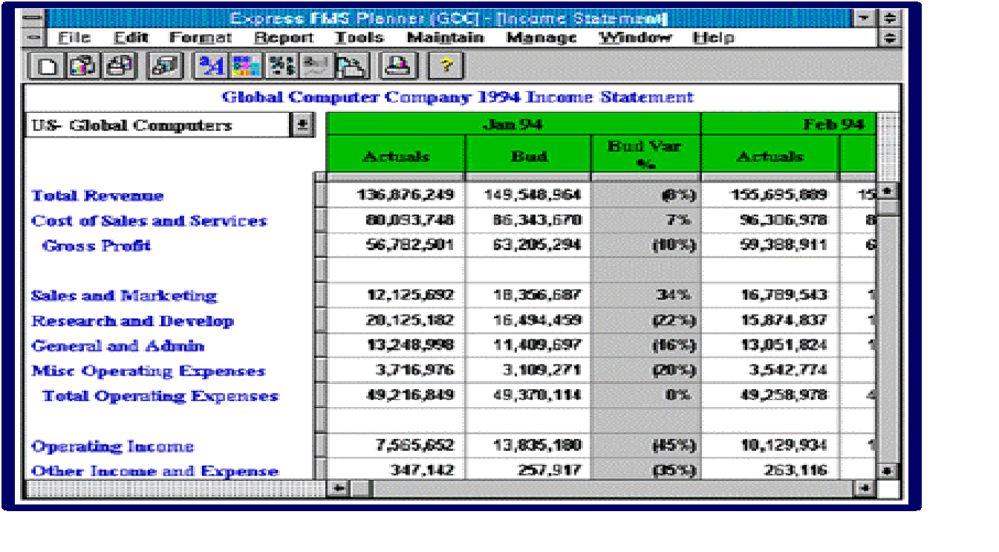 Express FMS Planner (GCC) - [Income Statement]
File Edit Format Report Tools Maintain Manage Window Help
Global Computer Company 1994 Income Statement
US- Global Computers Jan 94 Feb 94
Actuals Bud Bud Var % Actuals
Total Revenue 136,876,249 149,548,964 (8%) 155,695,889 15
Cost of Sales and Services 80,093,748 86,343,670 7% 96,306,978 8
Gross Profit 56,782,501 63,205,294 (10%) 59,388,911 6
Sales and Marketing 12,125,692 18,356,687 34% 16,789,543 1
Research and Develop 20,125,182 16,494,459 (22%) 15,874,837 1
General and Admin 13,248,998 11,409,697 (16%) 13,051,824 1
Misc Operating Expenses 3,716,976 3,109,271 (20%) 3,542,774
Total Operating Expenses 49,216,849 49,370,114 0% 49,258,978 4
Operating Income 7,565,652 13,835,180 (45%) 10,129,934 1
Other Income and Expense 347,142 257,917 (35%) 263,116